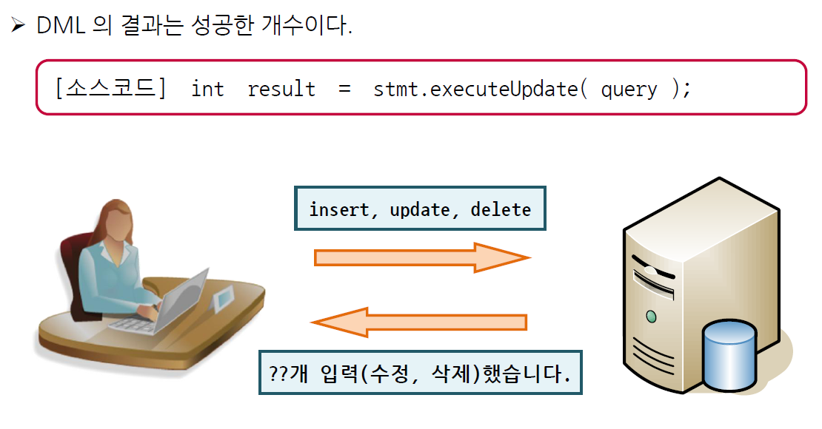 ➢ DML 의 결과는 성공한 개수이다.
[소스코드] int result = stmt.executeUpdate( query );
insert, update, delete
??개 입력(수정, 삭제)했습니다.